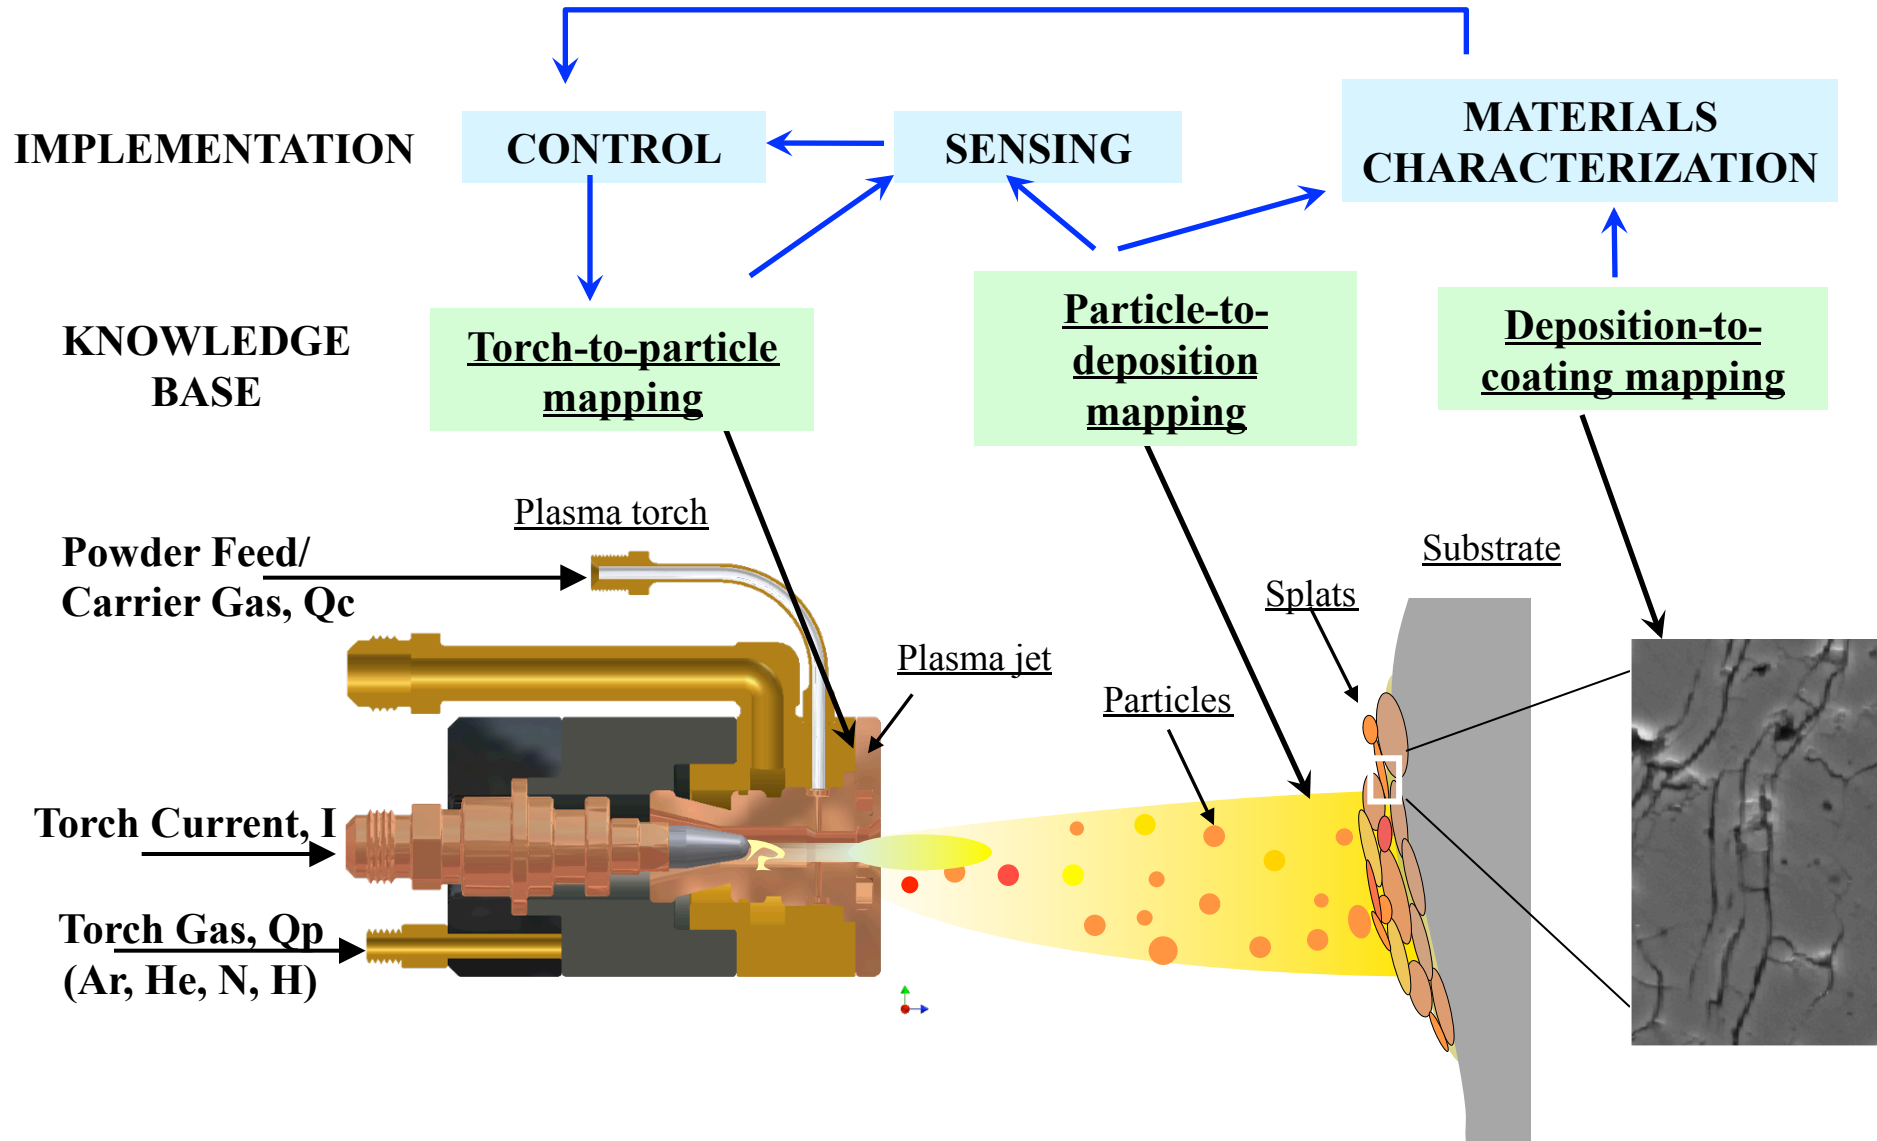 IMPLEMENTATION
CONTROL
SENSING
MATERIALS
CHARACTERIZATION
KNOWLEDGE
BASE
Torch-to-particle
mapping
Particle-to-
deposition
mapping
Deposition-to-
coating mapping
Plasma torch
Powder Feed/
Carrier Gas, Qc
Substrate
Splats
Plasma jet
Particles
Torch Current, I
Torch Gas, Qp
(Ar, He, N, H)